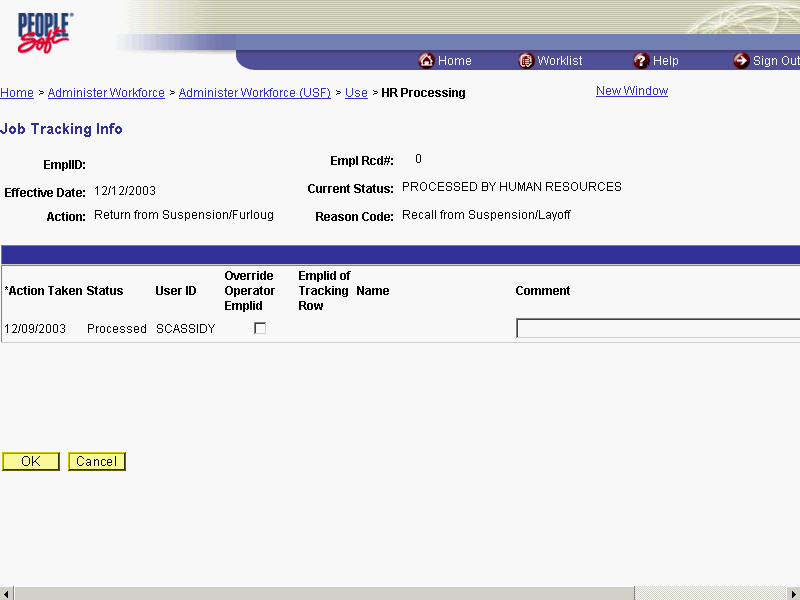 PEOPLE
Soft
Home Worklist Help Sign Out
Home > Administer Workforce > Administer Workforce (USF) > Use > HR Processing New Window
Job Tracking Info
EmplID: Empl Rcd#: 0
Effective Date: 12/12/2003 Current Status: PROCESSED BY HUMAN RESOURCES
Action: Return from Suspension/Furloug Reason Code: Recall from Suspension/Layoff
*Action Taken Status User ID Override Operator Emplid Emplid of Tracking Row Name Comment
12/09/2003 Processed SCASSIDY
OK Cancel